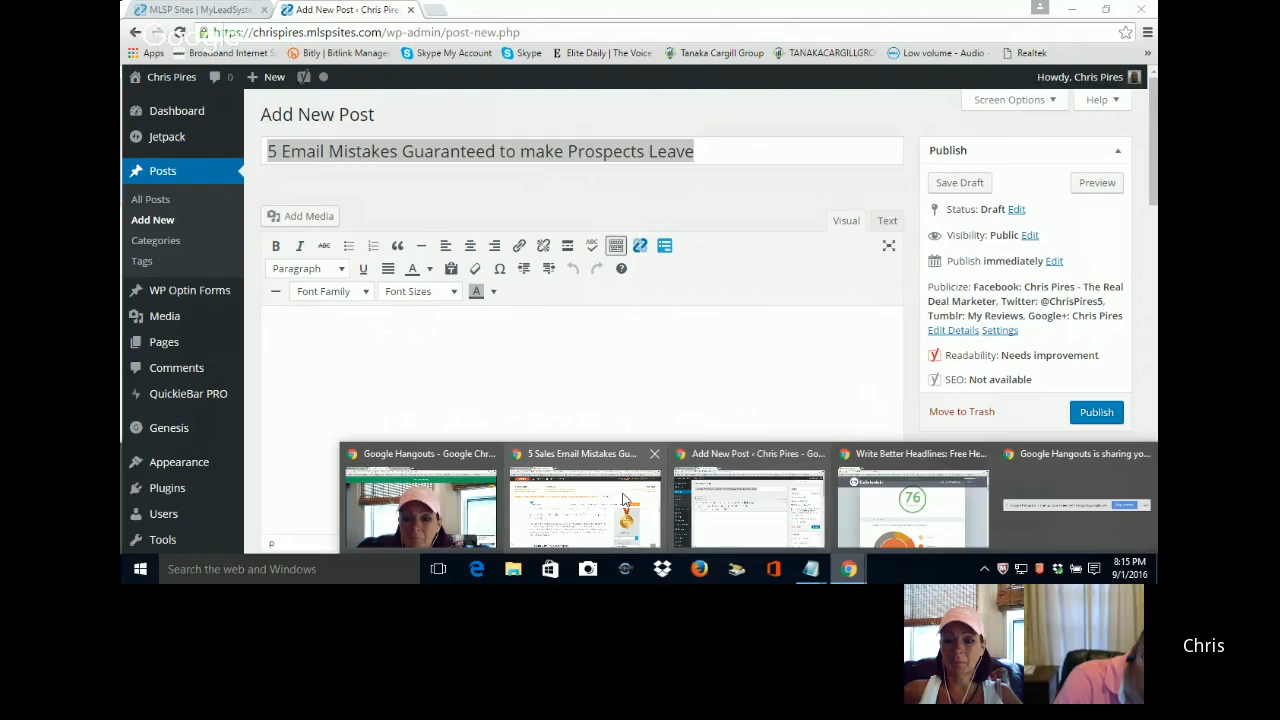 MLSP Sites | MyLeadSyste
Add New Post ‹ Chris Pire
Google
https://chrispires.mlspsites.com/wp-admin/post-new.php
Apps
Broadband Internet S
Bitly | Bitlink Manager
Skype My Account
Skype
Elite Daily | The Voice
Tanaka Cargill Group
TANAKACARGILLGRO
Low volume - Audio
Realtek
Chris Pires
0
New
Howdy, Chris Pires
Screen Options
Help
Dashboard
Jetpack
Posts
All Posts
Add New
Categories
Tags
WP Optin Forms
Media
Pages
Comments
QuickieBar PRO
Genesis
Appearance
Plugins
Users
Tools
Add New Post
5 Email Mistakes Guaranteed to make Prospects Leave
Add Media
Visual
Text
B I ABC
ABC
Paragraph
U
A
Font Family
Font Sizes
A
p
Publish
Save Draft
Preview
Status: Draft Edit
Visibility: Public Edit
Publish immediately Edit
Publicize: Facebook: Chris Pires - The Real
Deal Marketer, Twitter: @ChrisPires5,
Tumblr: My Reviews, Google+: Chris Pires
Edit Details Settings
Readability: Needs improvement
SEO: Not available
Move to Trash
Publish
Google Hangouts - Google Chr...
5 Sales Email Mistakes Gu...
Add New Post ‹ Chris Pires - Go...
Write Better Headlines: Free He...
Google Hangouts is sharing yo...
76
Search the web and Windows
8:15 PM
9/1/2016
Chris